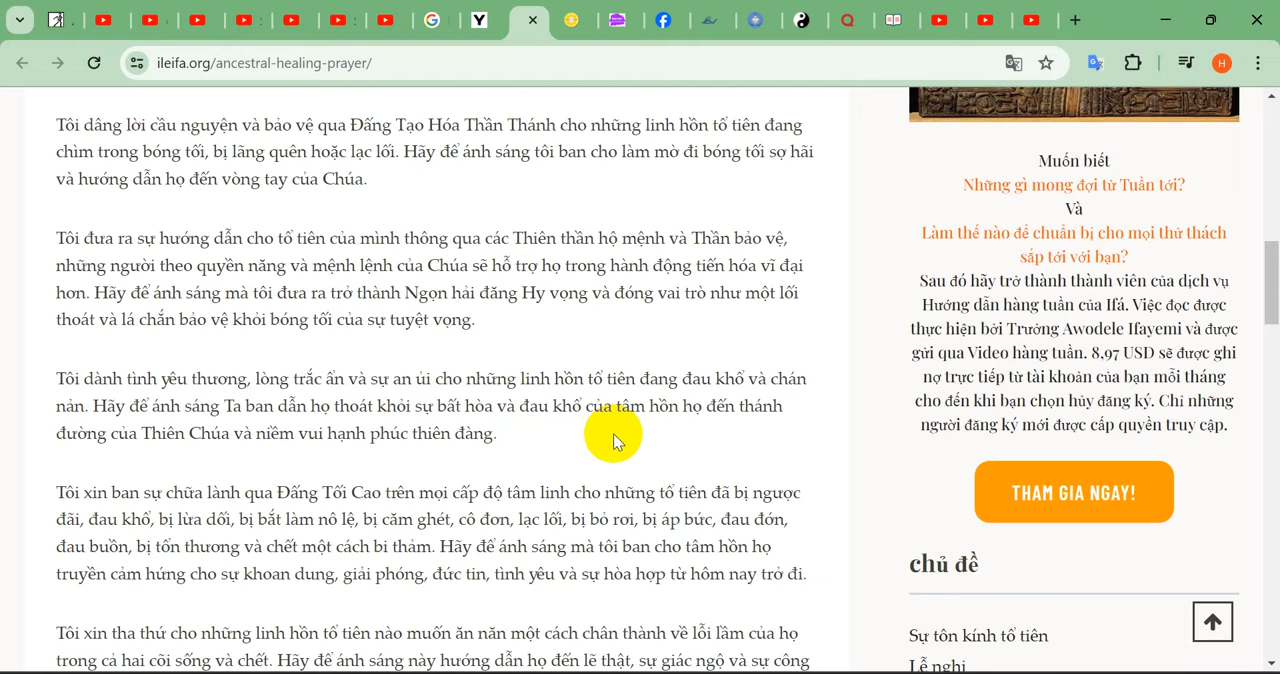 ileifa.org/ancestral-healing-prayer/
H
Tôi dâng lời cầu nguyện và bảo vệ qua Đấng Tạo Hóa Thần Thánh cho những linh hồn tổ tiên đang
chìm trong bóng tối, bị lãng quên hoặc lạc lối. Hãy để ánh sáng tôi ban cho làm mờ đi bóng tối sợ hãi
và hướng dẫn họ đến vòng tay của Chúa.
Tôi đưa ra sự hướng dẫn cho tổ tiên của mình thông qua các Thiên thần hộ mệnh và Thần bảo vệ,
những người theo quyền năng và mệnh lệnh của Chúa sẽ hỗ trợ họ trong hành động tiến hóa vĩ đại
hơn. Hãy để ánh sáng mà tôi đưa ra trở thành Ngọn hải đăng Hy vọng và đóng vai trò như một lối
thoát và lá chắn bảo vệ khỏi bóng tối của sự tuyệt vọng.
Tôi dành tình yêu thương, lòng trắc ẩn và sự an ủi cho những linh hồn tổ tiên đang đau khổ và chán
nản. Hãy để ánh sáng Ta ban dẫn họ thoát khỏi sự bất hòa và đau khổ của tâm hồn họ đến thánh
đường của Thiên Chúa và niềm vui hạnh phúc thiên đàng.
Tôi xin ban sự chữa lành qua Đấng Tối Cao trên mọi cấp độ tâm linh cho những tổ tiên đã bị ngược
đãi, đau khổ, bị lừa dối, bị bắt làm nô lệ, bị căm ghét, cô đơn, lạc lối, bị bỏ rơi, bị áp bức, đau đớn,
đau buồn, bị tổn thương và chết một cách bi thảm. Hãy để ánh sáng mà tôi ban cho tâm hồn họ
truyền cảm hứng cho sự khoan dung, giải phóng, đức tin, tình yêu và sự hòa hợp từ hôm nay trở đi.
Tôi xin tha thứ cho những linh hồn tổ tiên nào muốn ăn năn một cách chân thành về lỗi lầm của họ
trong cả hai cõi sống và chết. Hãy để ánh sáng này hướng dẫn họ đến lẽ thật, sự giác ngộ và sự công
Muốn biết
Những gì mong đợi từ Tuần tới?
Và
Làm thế nào để chuẩn bị cho mọi thử thách
sắp tới với bạn?
Sau đó hãy trở thành thành viên của dịch vụ
Hướng dẫn hàng tuần của Ifá. Việc đọc được
thực hiện bởi Trưởng Awodele Ifayemi và được
gửi qua Video hàng tuần. 8,97 USD sẽ được ghi
nợ trực tiếp từ tài khoản của bạn mỗi tháng
cho đến khi bạn chọn hủy đăng ký. Chỉ những
người đăng ký mới được cấp quyền truy cập.
THAM GIA NGAY!
chủ đề
Sự tôn kính tổ tiên
Lễ nghi